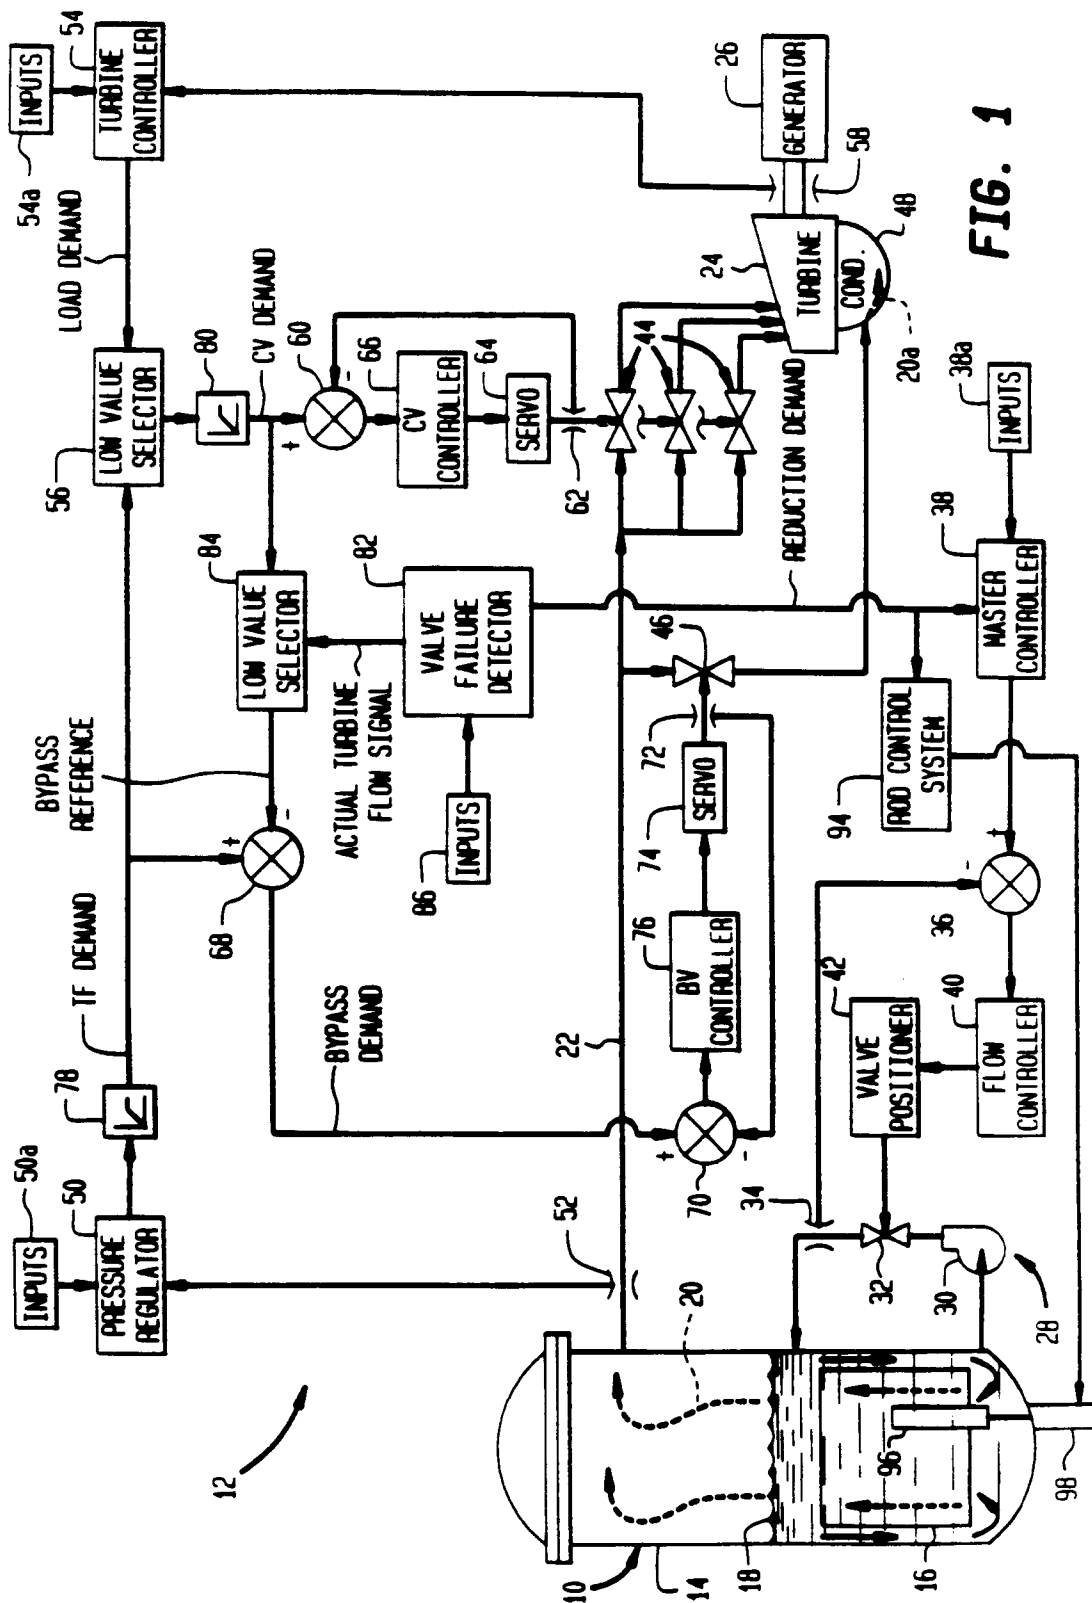 INPUTS
50a
PRESSURE
REGULATOR
50
78
TF DEMAND
BYPASS
REFERENCE
56
LOW VALUE
SELECTOR
LOAD DEMAND
54a
INPUTS
54
TURBINE
CONTROLLER
80
CV DEMAND
84
LOW VALUE
SELECTOR
+
-
68
+
-
60
66
CV
CONTROLLER
64
SERVO
62
82
VALVE
FAILURE
DETECTOR
ACTUAL TURBINE
FLOW SIGNAL
86
INPUTS
BYPASS
DEMAND
12
52
22
44
24
TURBINE
COND.
26
GENERATOR
58
48
20a
REDUCTION DEMAND
46
72
74
SERVO
76
BV
CONTROLLER
+
-
70
10
14
18
16
20
96
98
34
32
30
28
42
VALVE
POSITIONER
40
FLOW
CONTROLLER
36
-
+
94
ROD CONTROL
SYSTEM
38
MASTER
CONTROLLER
38a
INPUTS
FIG. 1